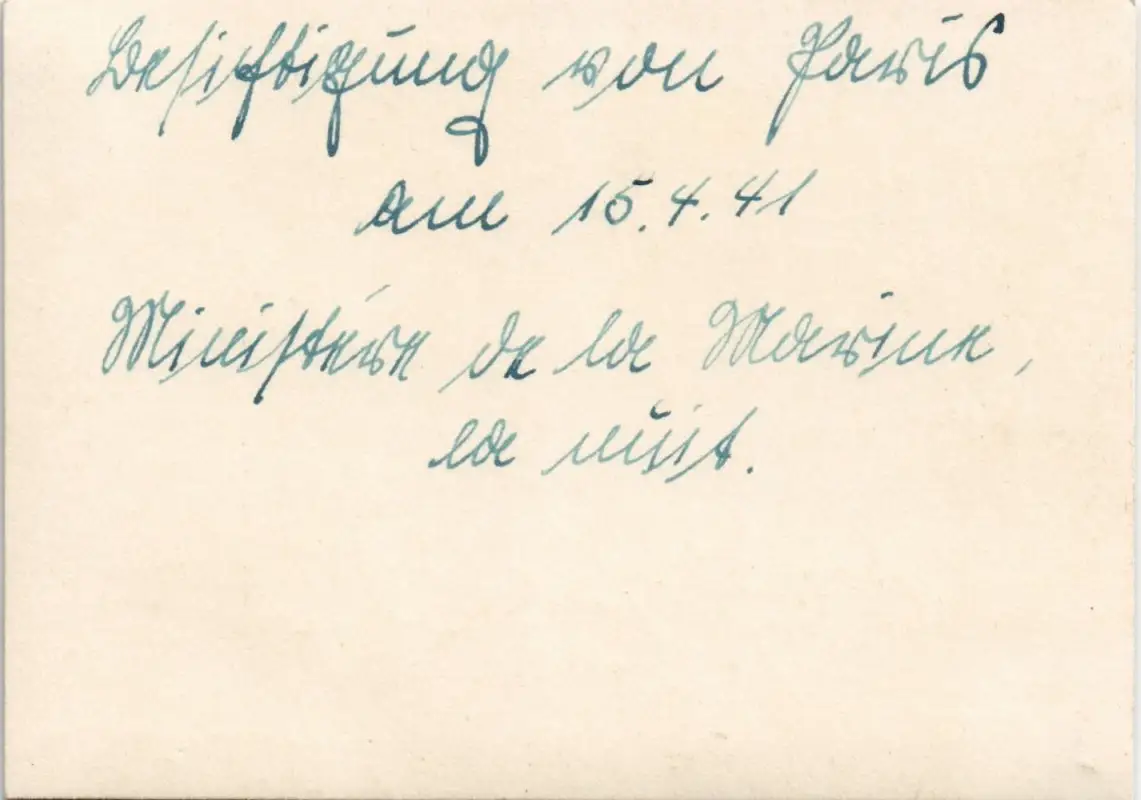 Besichtigung von Paris
am 15.4.41
Ministère de la Marine,
la nuit.